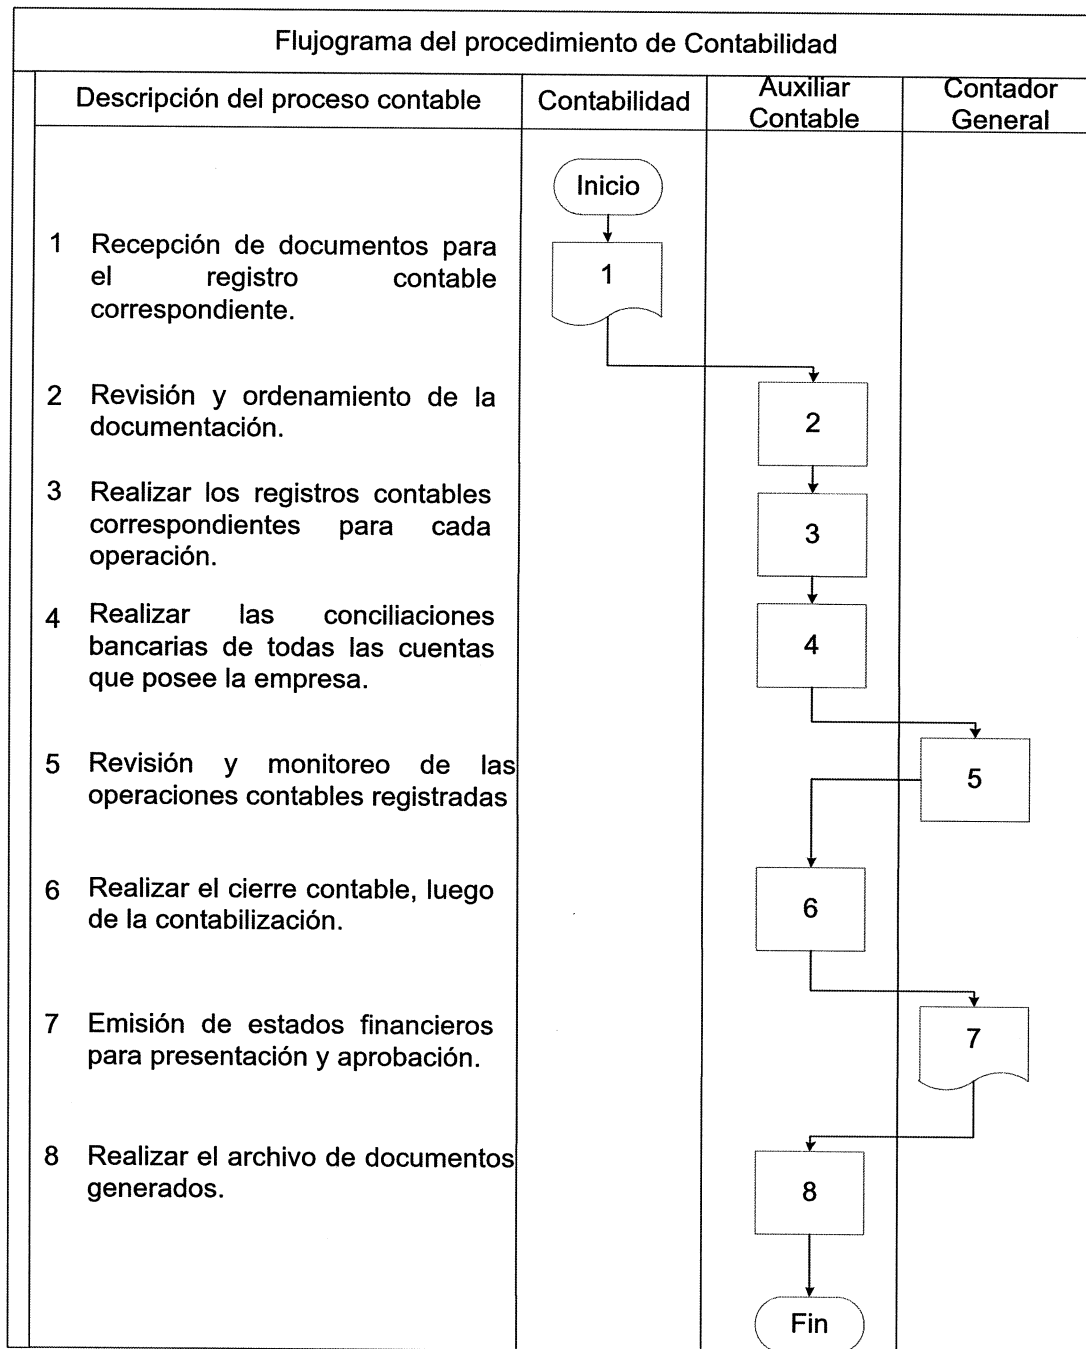 Flujograma del procedimiento de Contabilidad
Descripción del proceso contable
Contabilidad
Auxiliar
Contable
Contador
General
Inicio
1 Recepción de documentos para
el registro contable
correspondiente.
1
2 Revisión y ordenamiento de la
documentación.
2
3 Realizar los registros contables
correspondientes para cada
operación.
3
4 Realizar las conciliaciones
bancarias de todas las cuentas
que posee la empresa.
4
5 Revisión y monitoreo de las
operaciones contables registradas
5
6 Realizar el cierre contable, luego
de la contabilización.
6
7 Emisión de estados financieros
para presentación y aprobación.
7
8 Realizar el archivo de documentos
generados.
8
Fin